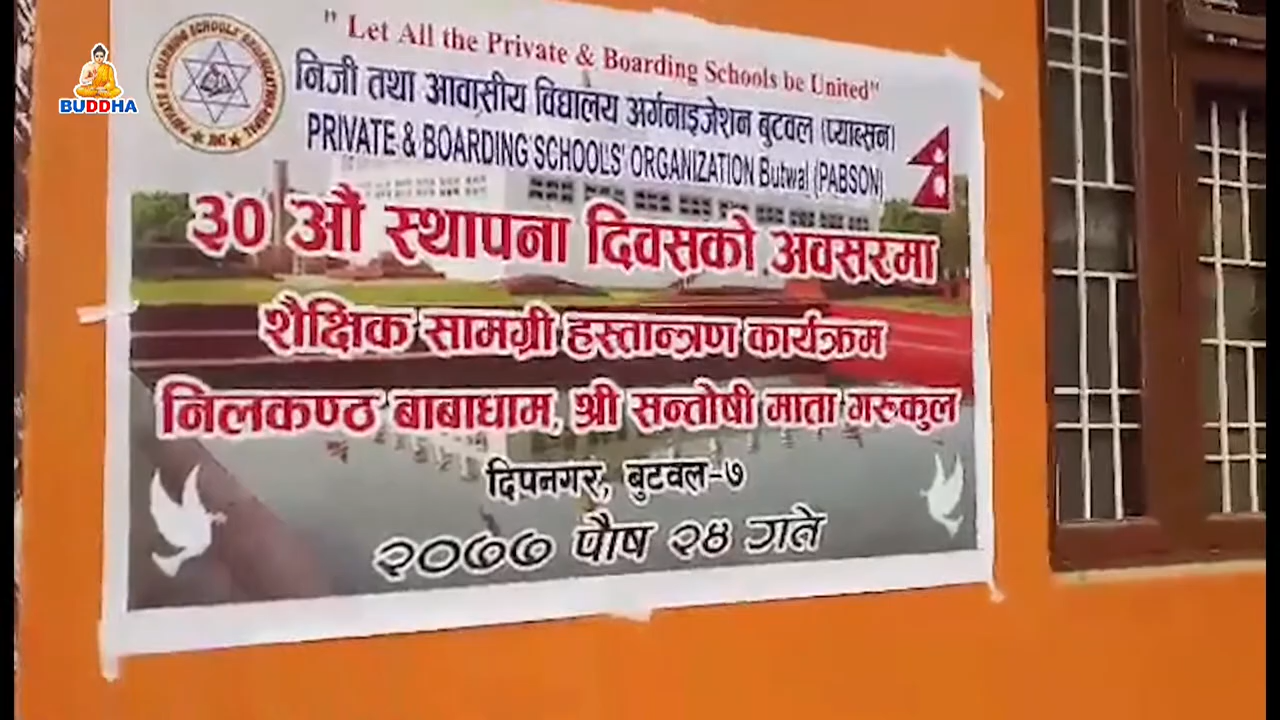 BUDDHA
" Let All the Private & Boarding Schools be United"
निजी तथा आवासीय विद्यालय अर्गनाइजेशन बुटवल (प्याब्सन)
PRIVATE & BOARDING SCHOOLS' ORGANIZATION Butwal (PABSON)
३० औं स्थापना दिवसको अवसरमा
शैक्षिक सामग्री हस्तान्त्रण कार्यक्रम
निलकण्ठ बाबाधाम, श्री सन्तोषी माता गरुकुल
दिपनगर, बुटवल-७
२०७७ पौष २४ गते